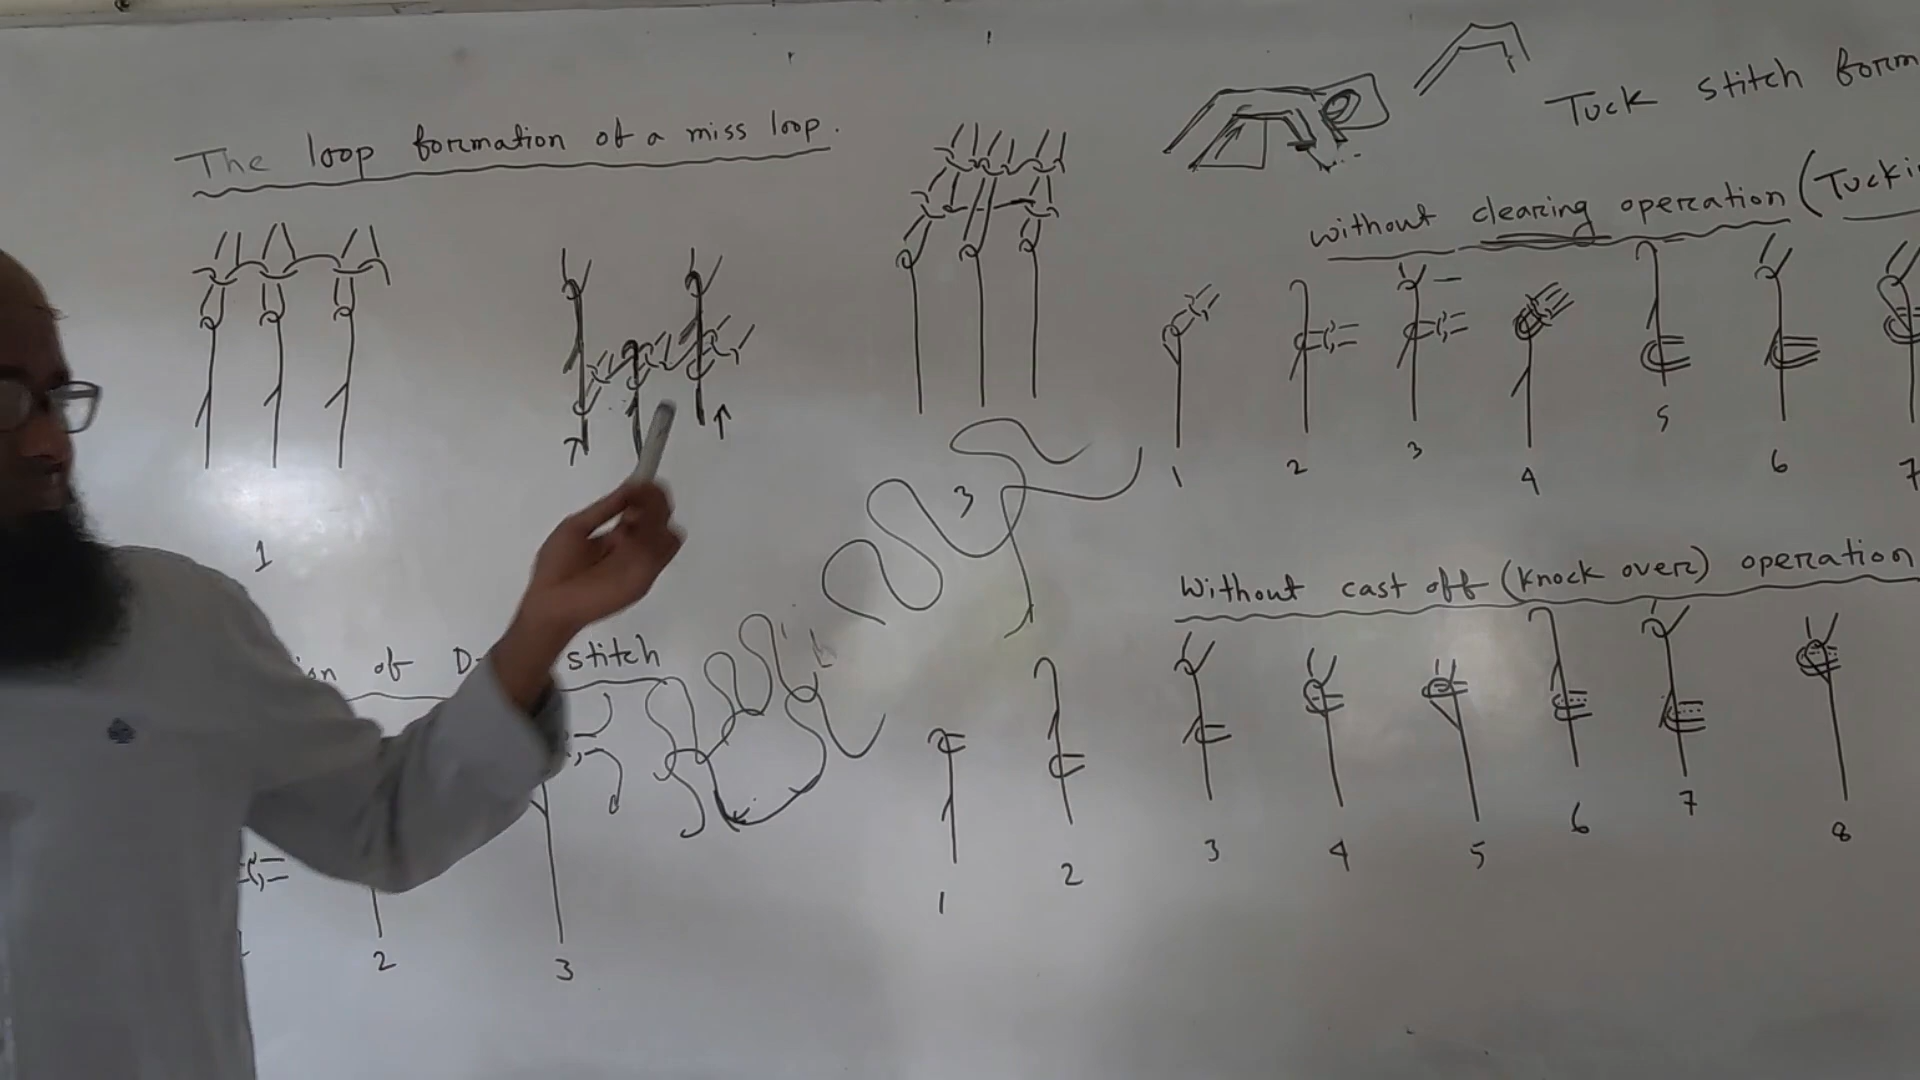 The loop formation of a miss loop.
1
3
of D- stitch
2
3
Tuck stitch form
without clearing operation (Tucki
1 2 3 4 5 6 7
Without cast off (Knock over) operation
1 2 3 4 5 6 7 8